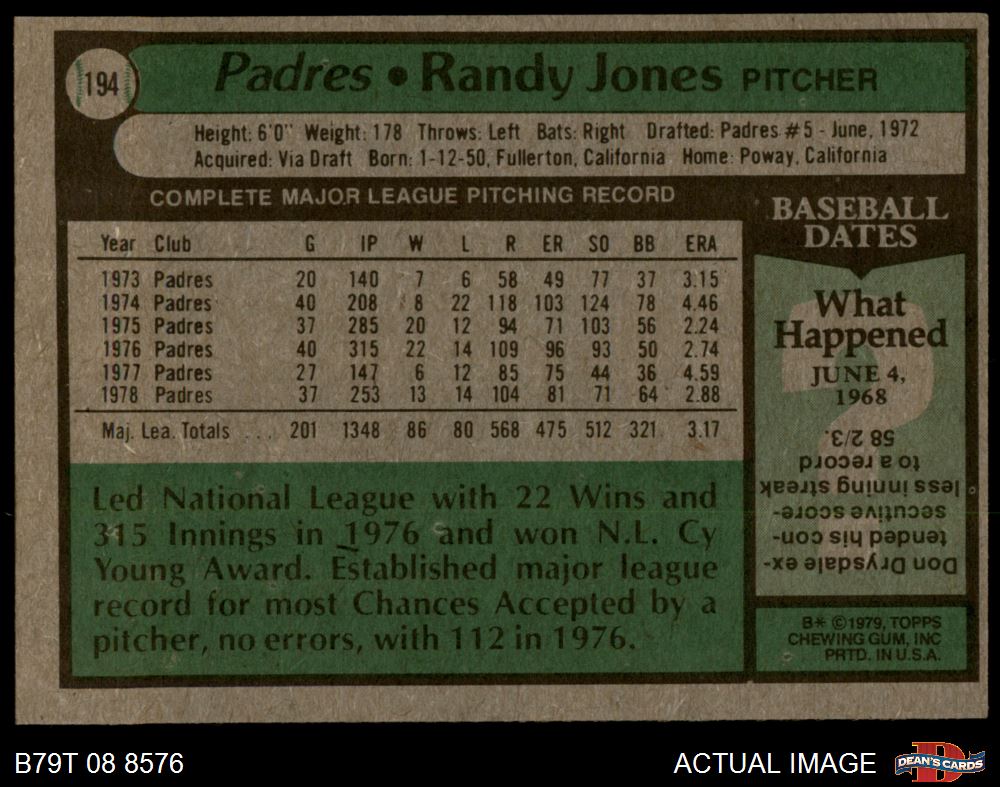 194
Padres • Randy Jones PITCHER
Height: 6'0" Weight: 178 Throws: Left Bats: Right Drafted: Padres #5 - June, 1972
Acquired: Via Draft Born: 1-12-50, Fullerton, California Home: Poway, California
COMPLETE MAJOR LEAGUE PITCHING RECORD
Year Club G IP W L R ER SO BB ERA
1973 Padres 20 140 7 6 58 49 77 37 3.15
1974 Padres 40 208 8 22 118 103 124 78 4.46
1975 Padres 37 285 20 12 94 71 103 56 2.24
1976 Padres 40 315 22 14 109 96 93 50 2.74
1977 Padres 27 147 6 12 85 75 44 36 4.59
1978 Padres 37 253 13 14 104 81 71 64 2.88
Maj. Lea. Totals ... 201 1348 86 80 568 475 512 321 3.17
Led National League with 22 Wins and
315 Innings in 1976 and won N.L. Cy
Young Award. Established major league
record for most Chances Accepted by a
pitcher, no errors, with 112 in 1976.
BASEBALL
DATES
What
Happened
JUNE 4,
1968
Don Drysdale ex-
tended his con-
secutive score-
less inning streak
to a record
58 2/3.
B* ©1979, TOPPS
CHEWING GUM, INC
PRTD. IN U.S.A.
B79T 08 8576
ACTUAL IMAGE
D
DEAN'S CARDS